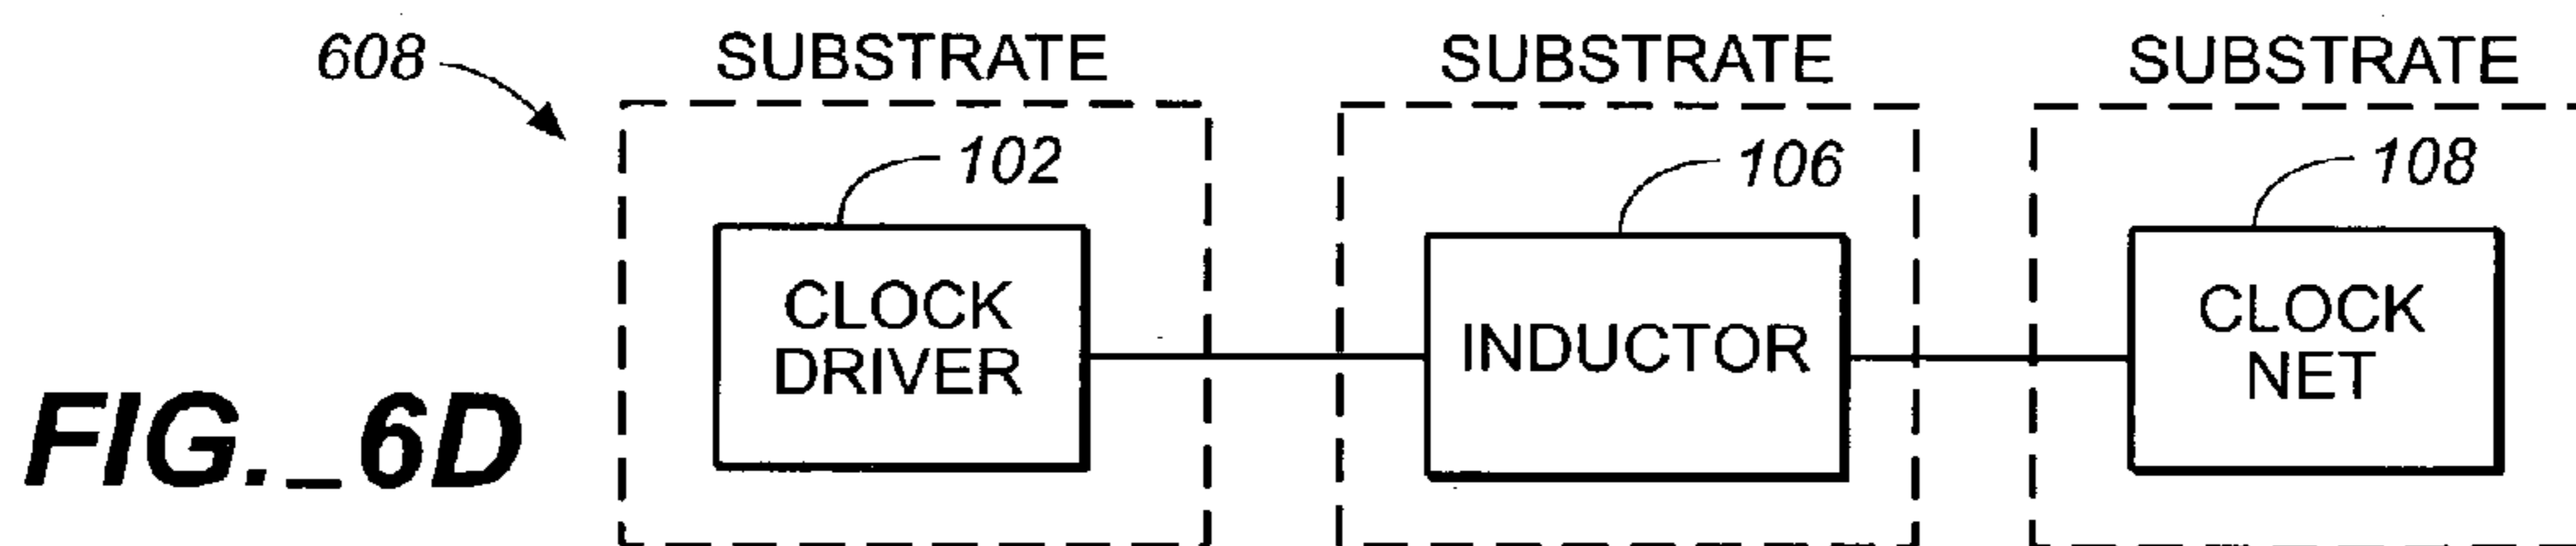 608
SUBSTRATE
SUBSTRATE
SUBSTRATE
102
106
108
CLOCK
DRIVER
INDUCTOR
CLOCK
NET
FIG._6D